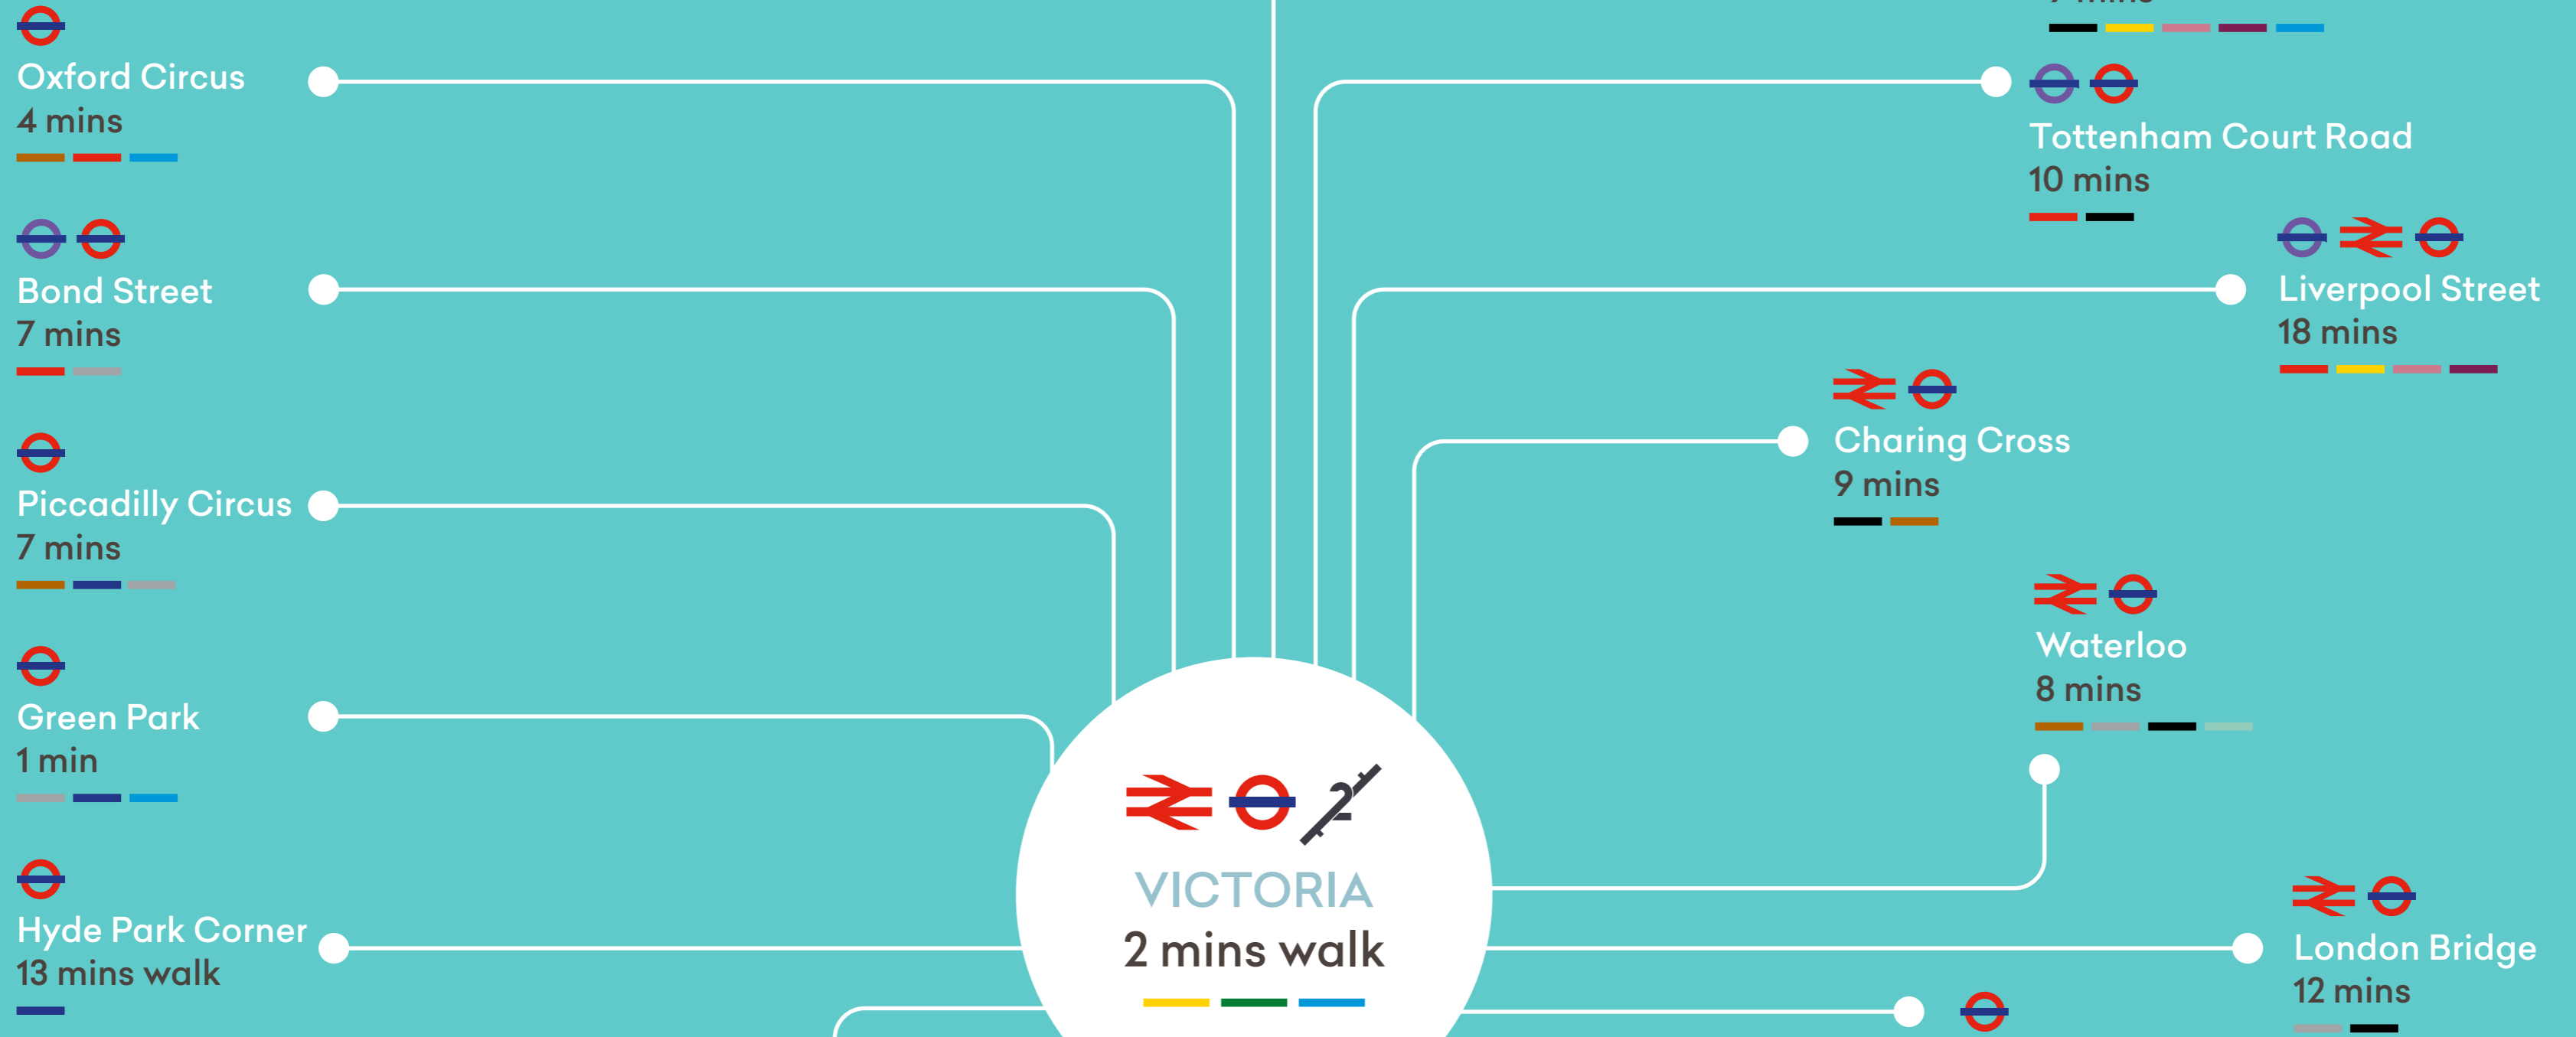 Oxford Circus
4 mins
Bond Street
7 mins
Piccadilly Circus
7 mins
Green Park
1 min
Hyde Park Corner
13 mins walk
2
VICTORIA
2 mins walk
mins
Tottenham Court Road
10 mins
Liverpool Street
18 mins
Charing Cross
9 mins
Waterloo
8 mins
London Bridge
12 mins